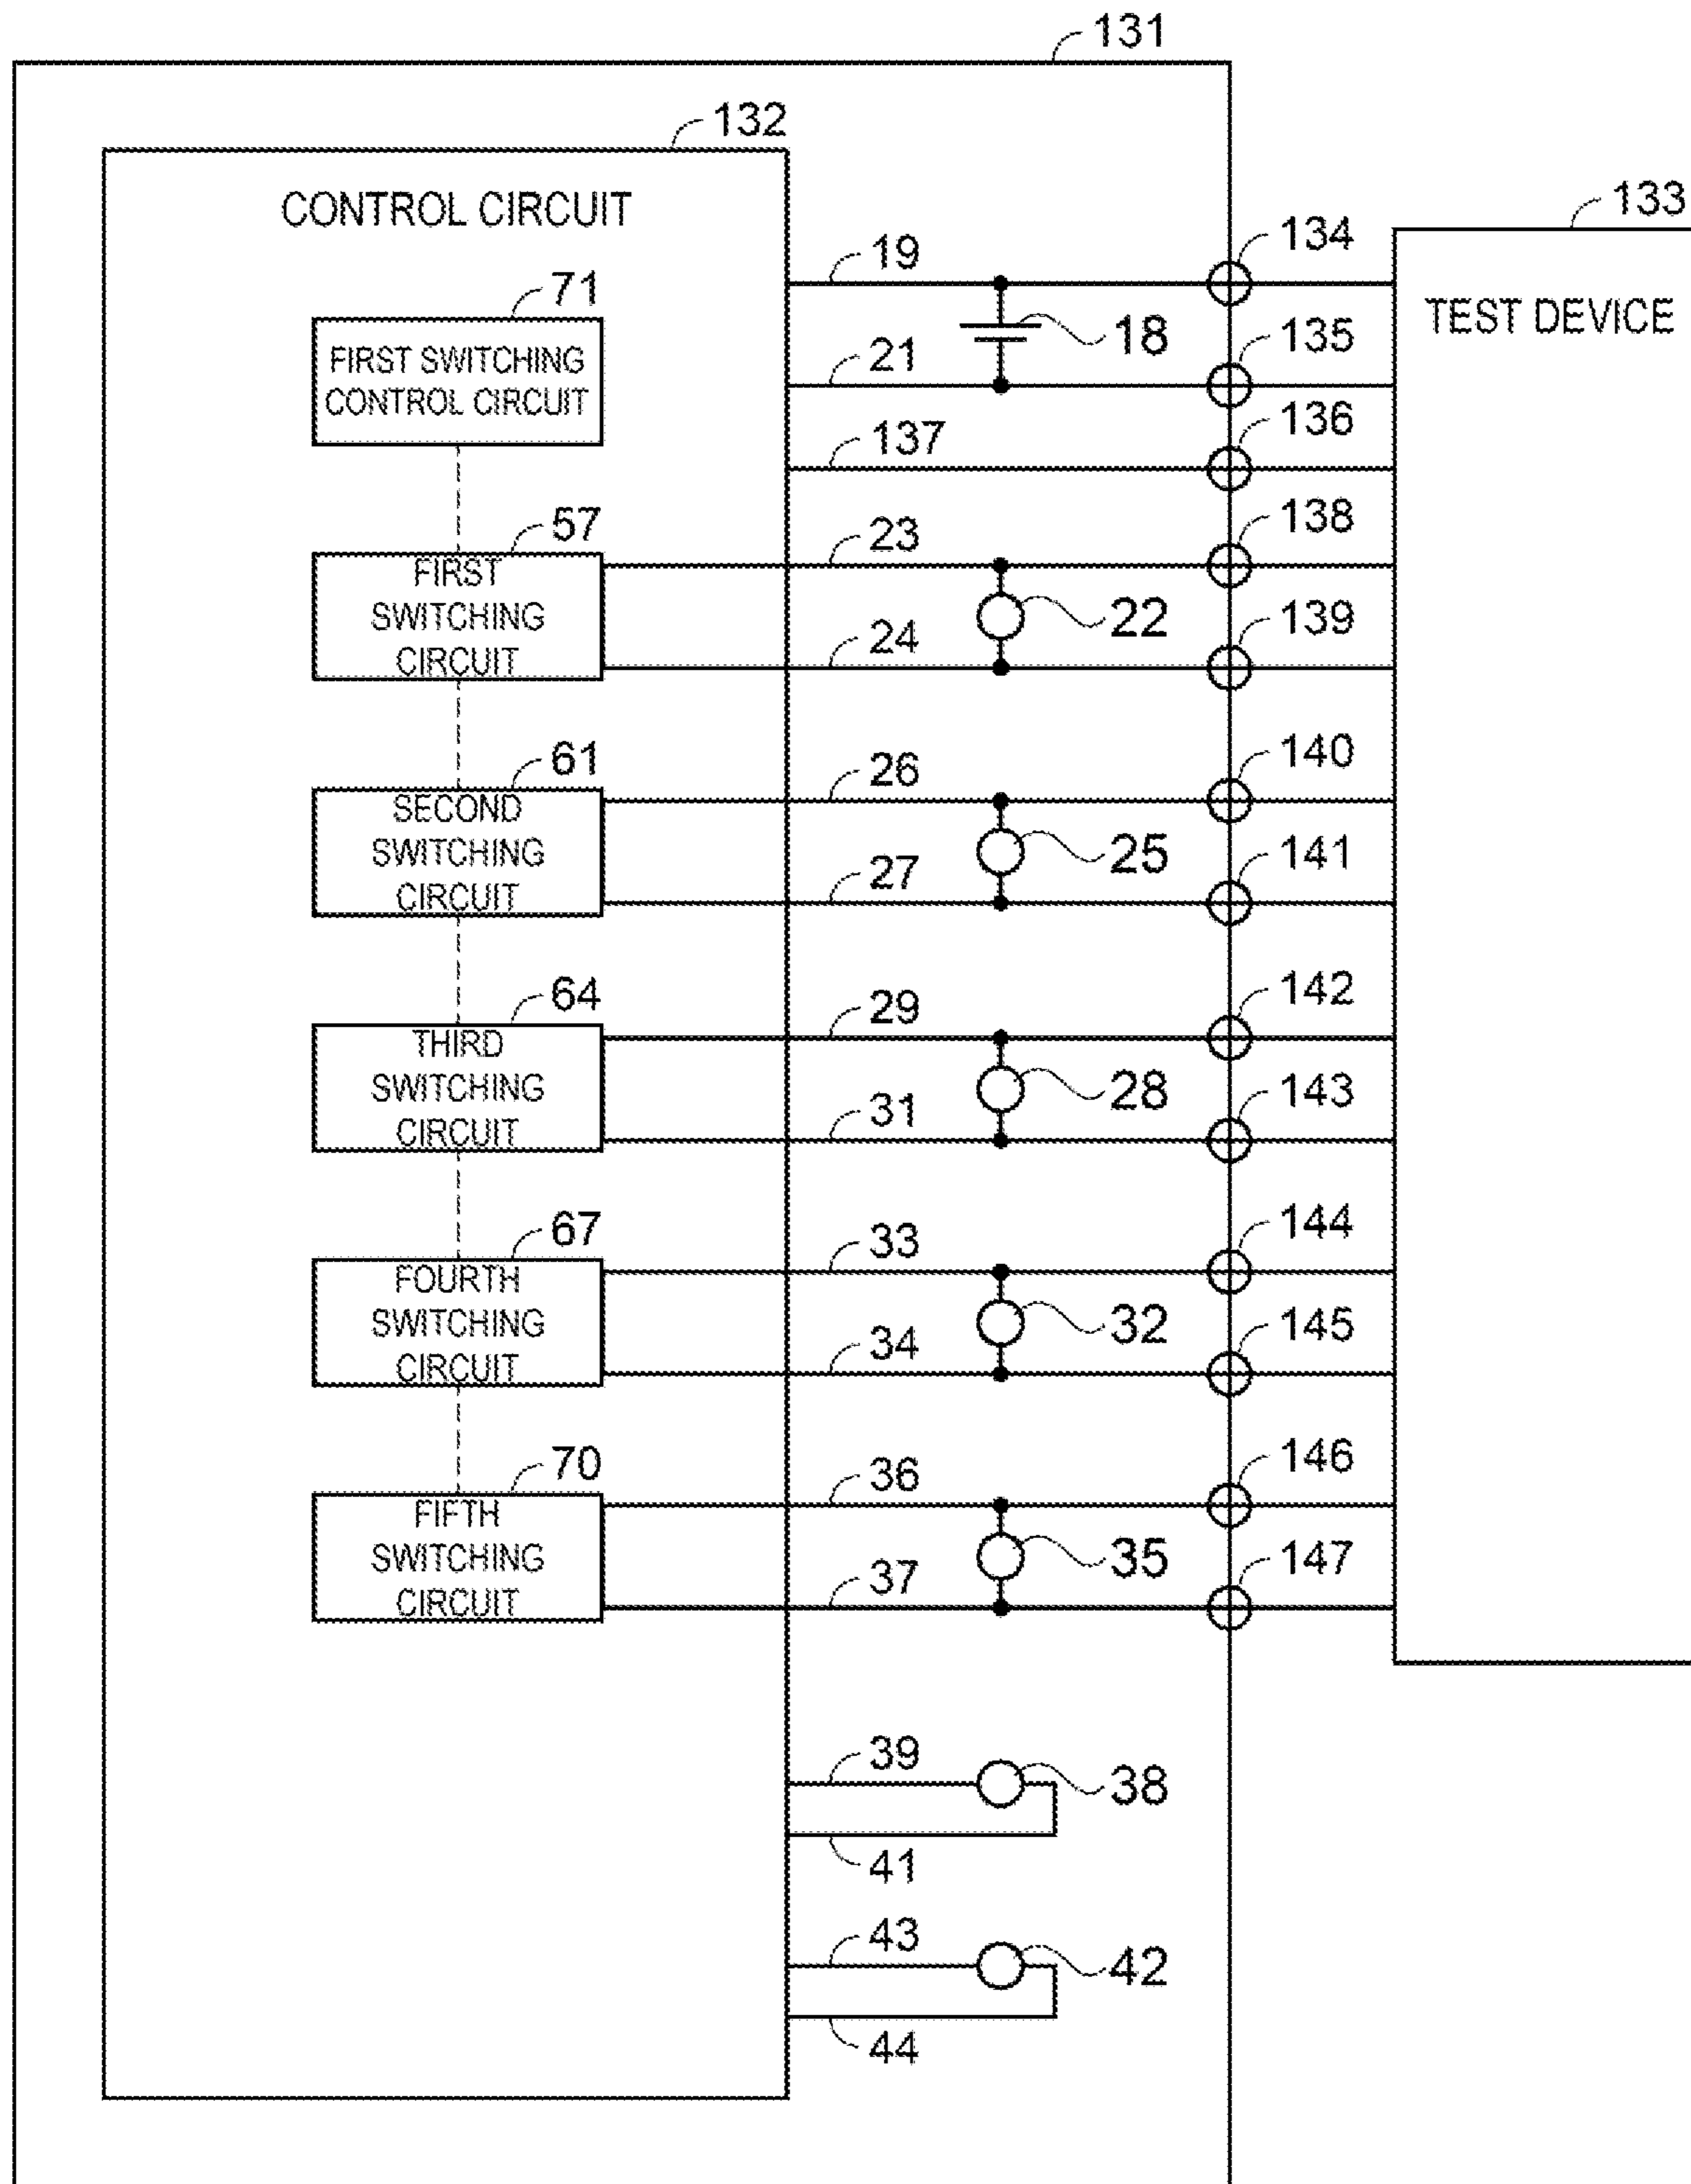 131
132
CONTROL CIRCUIT
133
TEST DEVICE
19
134
71
FIRST SWITCHING
CONTROL CIRCUIT
18
21
135
137
136
57
FIRST
SWITCHING
CIRCUIT
23
138
22
24
139
61
SECOND
SWITCHING
CIRCUIT
26
140
25
27
141
64
THIRD
SWITCHING
CIRCUIT
29
142
28
31
143
67
FOURTH
SWITCHING
CIRCUIT
33
144
32
34
145
70
FIFTH
SWITCHING
CIRCUIT
36
146
35
37
147
39
38
41
43
42
44